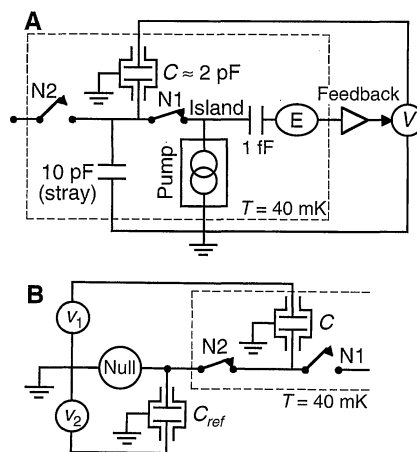 A
N2
C ≈ 2 pF
N1
Island
Feedback
E
V
1 fF
10 pF
(stray)
Pump
T = 40 mK
B
V1
Null
V2
N2
C
N1
T = 40 mK
Cref